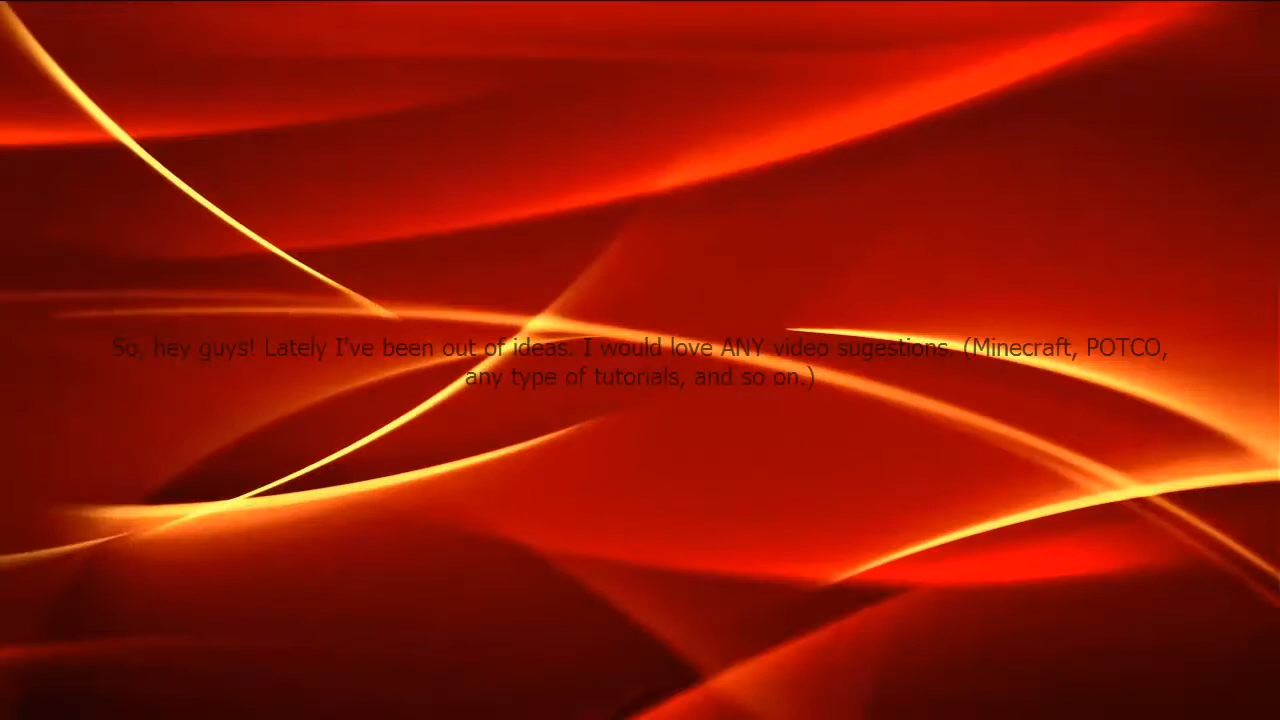 So, hey guys! Lately I've been out of ideas. I would love ANY video sugestions. (Minecraft, POTCO,
any type of tutorials, and so on.)